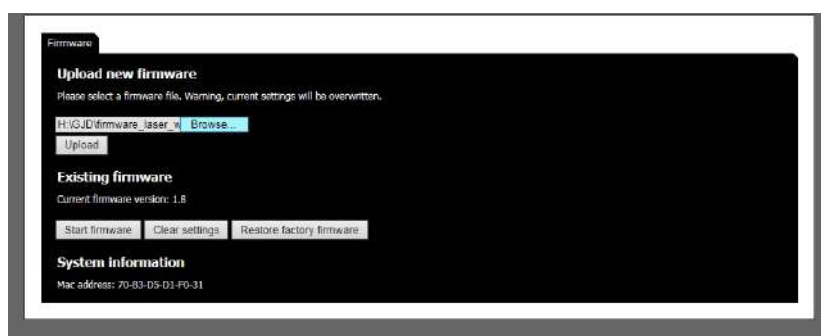 Firmware
Upload new firmware
Please select a firmware file. Warning, current settings will be overwritten.
H:\GJD\firmware_laser_w Browse...
Upload
Existing firmware
Current firmware version: 1.8
Start firmware Clear settings Restore factory firmware
System information
Mac address: 70-B3-D5-D1-F0-31